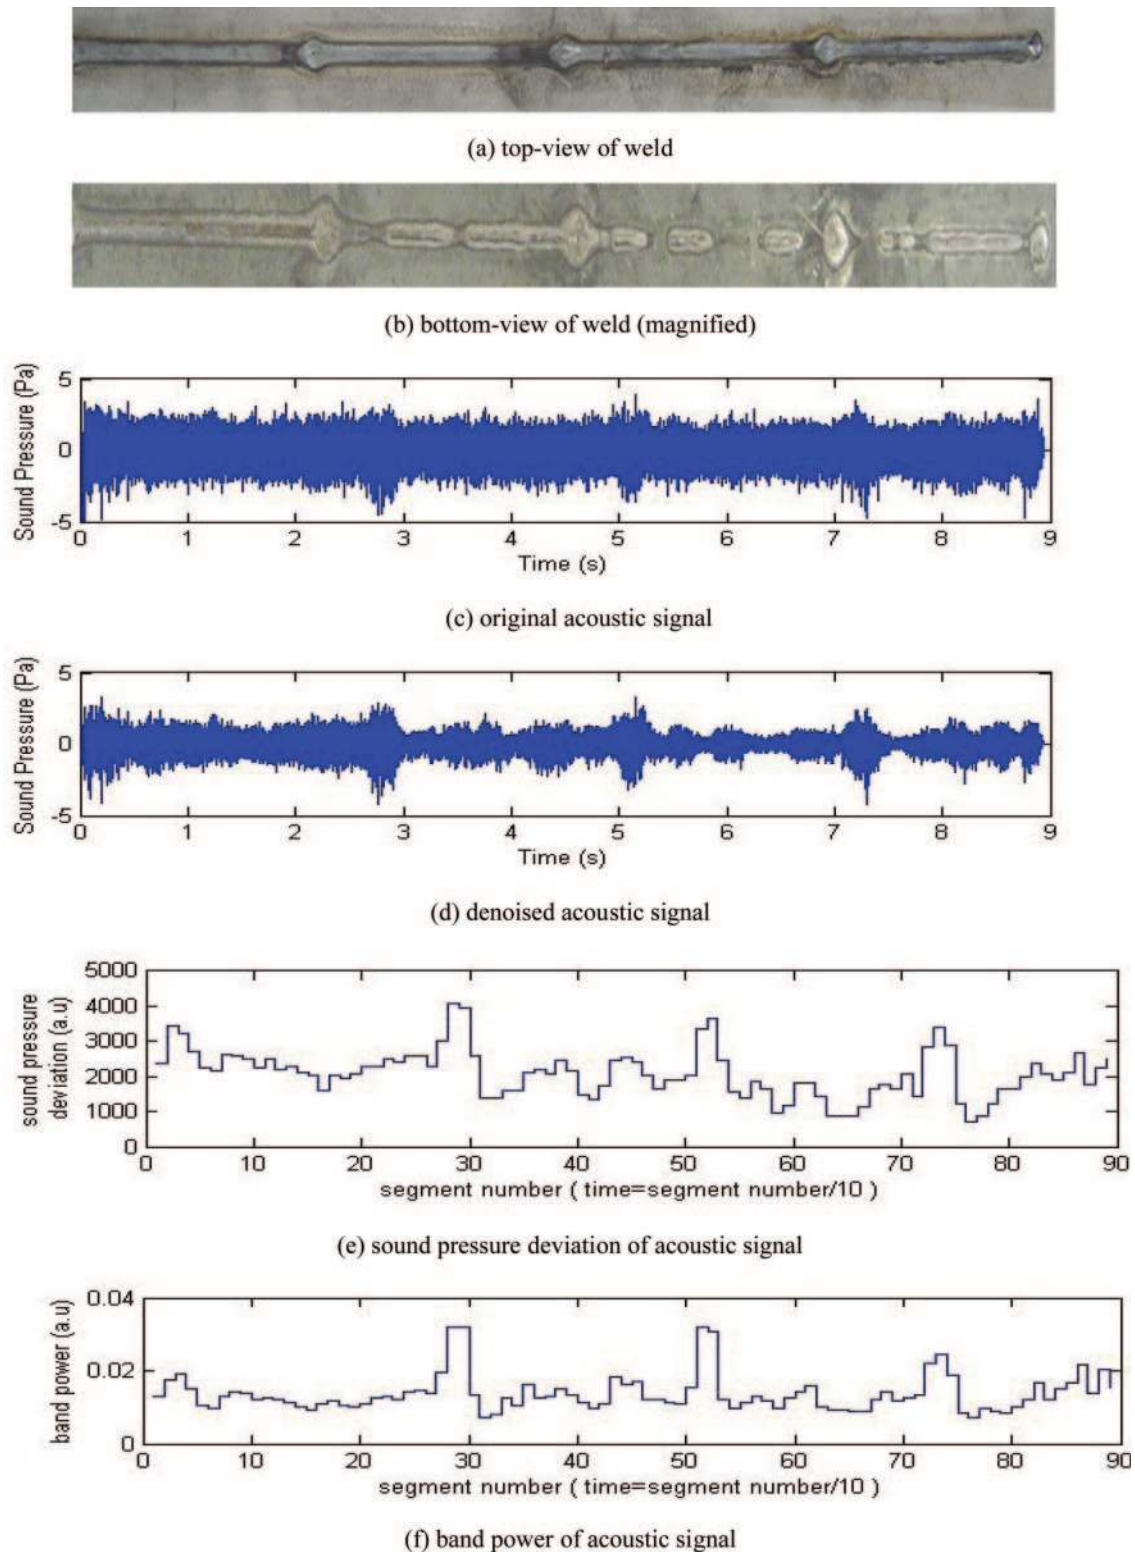 (a) top-view of weld
(b) bottom-view of weld (magnified)
Sound Pressure (Pa)
5
0
-5
0 1 2 3 4 5 6 7 8 9
Time (s)
(c) original acoustic signal
Sound Pressure (Pa)
5
0
-5
0 1 2 3 4 5 6 7 8 9
Time (s)
(d) denoised acoustic signal
sound pressure
deviation (a.u)
5000
4000
3000
2000
1000
0
0 10 20 30 40 50 60 70 80 90
segment number ( time=segment number/10 )
(e) sound pressure deviation of acoustic signal
band power (a.u)
0.04
0.02
0
0 10 20 30 40 50 60 70 80 90
segment number ( time=segment number/10 )
(f) band power of acoustic signal